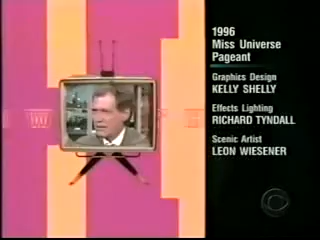 1996
Miss Universe
Pageant
Graphics Design
KELLY SHELLY
Effects Lighting
RICHARD TYNDALL
Scenic Artist
LEON WIESENER